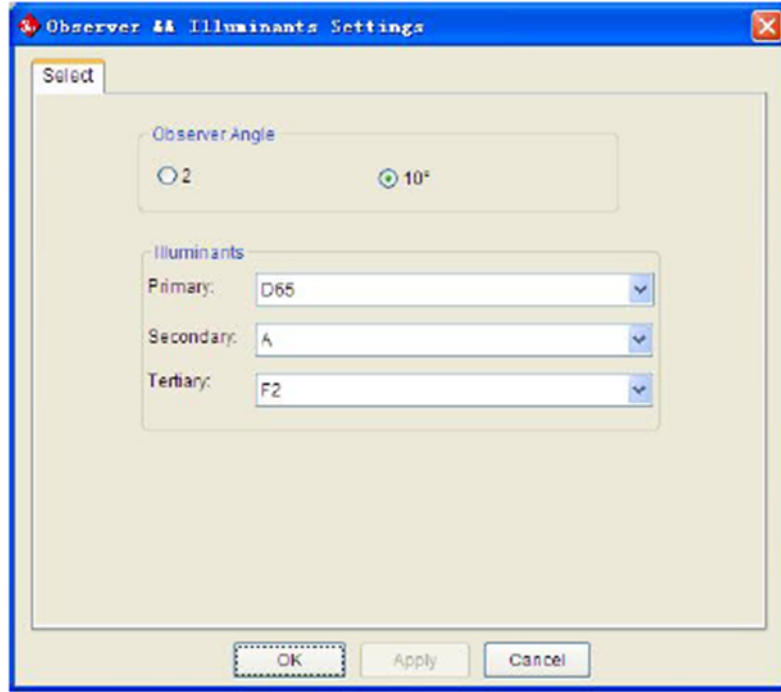 Observer && Illuminants Settings
Select
Observer Angle
2
10°
Illuminants
Primary: D65
Secondary: A
Tertiary: F2
OK Apply Cancel